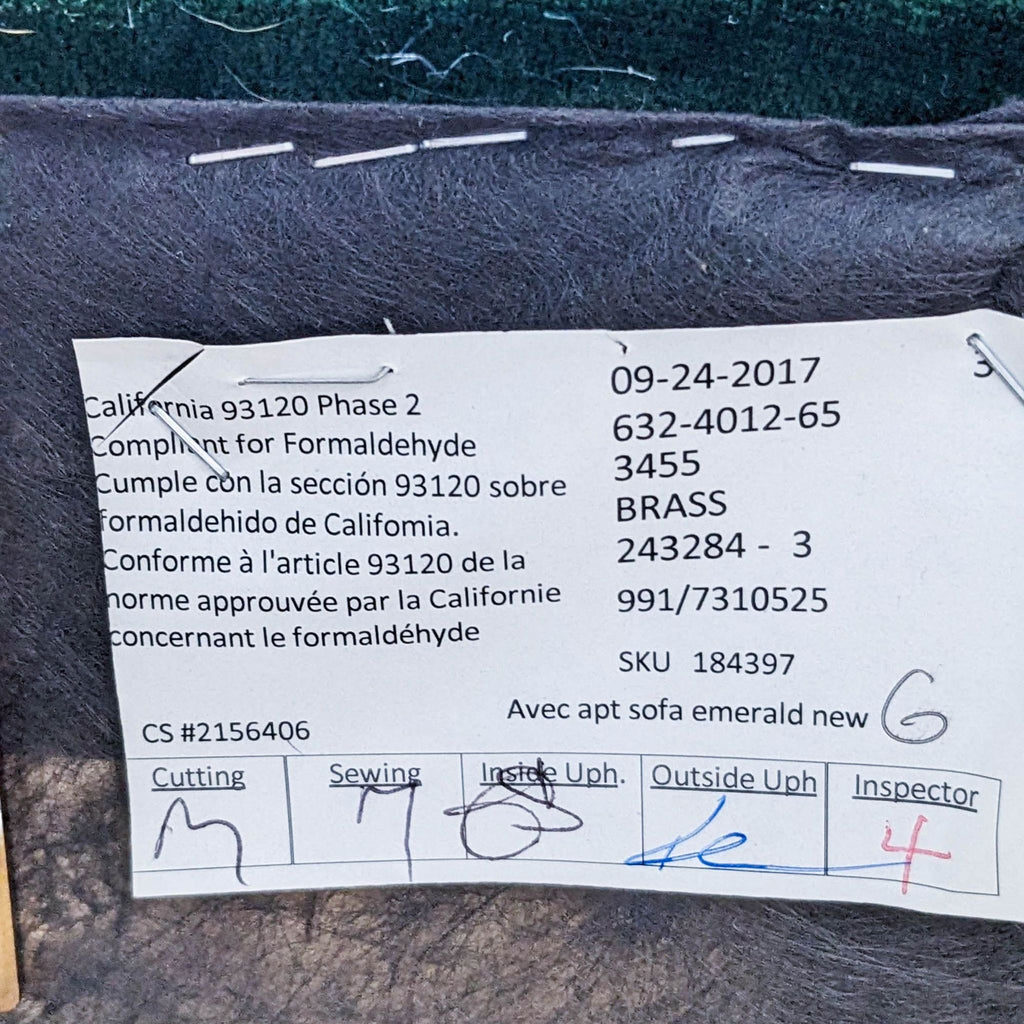 California 93120 Phase 2
Compliant for Formaldehyde
Cumple con la sección 93120 sobre
formaldehido de Califomia.
Conforme à l'article 93120 de la
norme approuvée par la Californie
concernant le formaldéhyde
CS #2156406
09-24-2017
3
632-4012-65
3455
BRASS
243284 - 3
991/7310525
SKU 184397
Avec apt sofa emerald new G
Cutting Sewing Inside Uph. Outside Uph Inspector
4